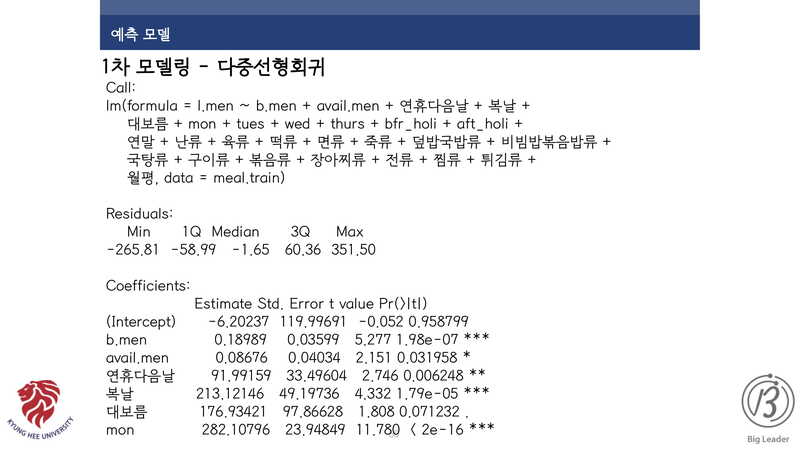 예측 모델
1차 모델링 - 다중선형회귀
Call:
lm(formula = l.men ~ b.men + avail.men + 연휴다음날 + 복날 +
대보름 + mon + tues + wed + thurs + bfr_holi + aft_holi +
연말 + 난류 + 육류 + 떡류 + 면류 + 죽류 + 덮밥국밥류 + 비빔밥볶음밥류 +
국탕류 + 구이류 + 볶음류 + 장아찌류 + 전류 + 찜류 + 튀김류 +
월평, data = meal.train)
Residuals:
Min 1Q Median 3Q Max
-265.81 -58.99 -1.65 60.36 351.50
Coefficients:
Estimate Std. Error t value Pr(>|t|)
(Intercept) -6.20237 119.99691 -0.052 0.958799
b.men 0.18989 0.03599 5.277 1.98e-07 ***
avail.men 0.08676 0.04034 2.151 0.031958 *
연휴다음날 91.99159 33.49604 2.746 0.006248 **
복날 213.12146 49.19736 4.332 1.79e-05 ***
대보름 176.93421 97.86628 1.808 0.071232 .
mon 282.10796 23.94849 11.780 < 2e-16 ***
KYUNG HEE UNIVERSITY
Big Leader